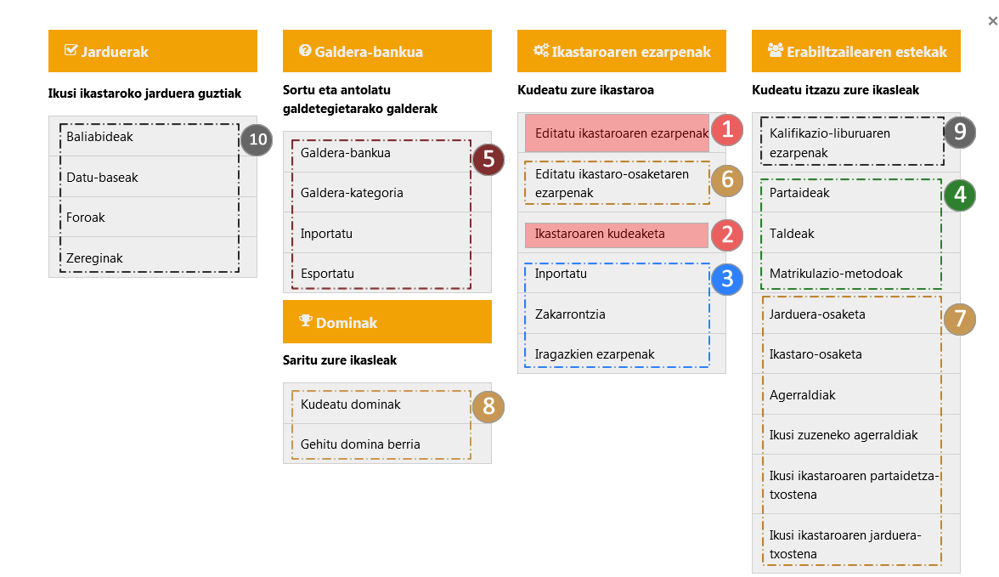 ×
Jarduerak
Ikusi ikastaroko jarduera guztiak
Baliabideak
10
Datu-baseak
Foroak
Zereginak
Galdera-bankua
Sortu eta antolatu
galdetegietarako galderak
Galdera-bankua
5
Galdera-kategoria
Inportatu
Esportatu
Dominak
Saritu zure ikasleak
Kudeatu dominak
8
Gehitu domina berria
Ikastaroaren ezarpenak
Kudeatu zure ikastaroa
Editatu ikastaroaren ezarpenak
1
Editatu ikastaro-osaketaren
ezarpenak
6
Ikastaroaren kudeaketa
2
Inportatu
3
Zakarrontzia
Iragazkien ezarpenak
Erabiltzailearen estekak
Kudeatu itzazu zure ikasleak
Kalifikazio-liburuaren
ezarpenak
9
Partaideak
4
Taldeak
Matrikulazio-metodoak
Jarduera-osaketa
7
Ikastaro-osaketa
Agerraldiak
Ikusi zuzeneko agerraldiak
Ikusi ikastaroaren partaidetza-
txostena
Ikusi ikastaroaren jarduera-
txostena